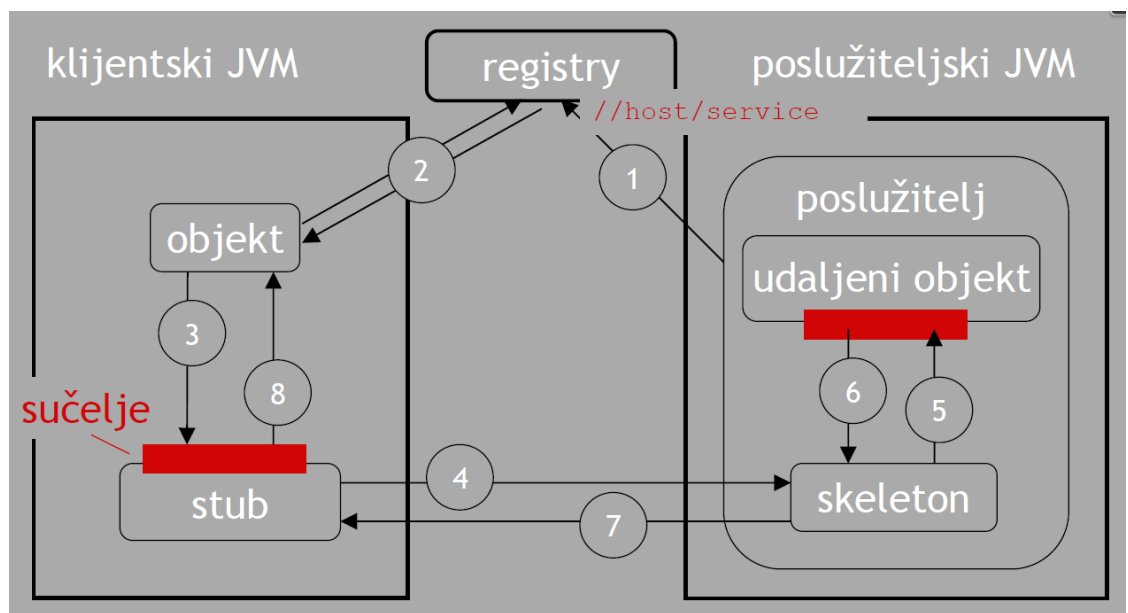 klijentski JVM
registry
poslužiteljski JVM
//host/service
2
1
poslužitelj
objekt
udaljeni objekt
3
8
6
5
sučelje
stub
4
skeleton
7